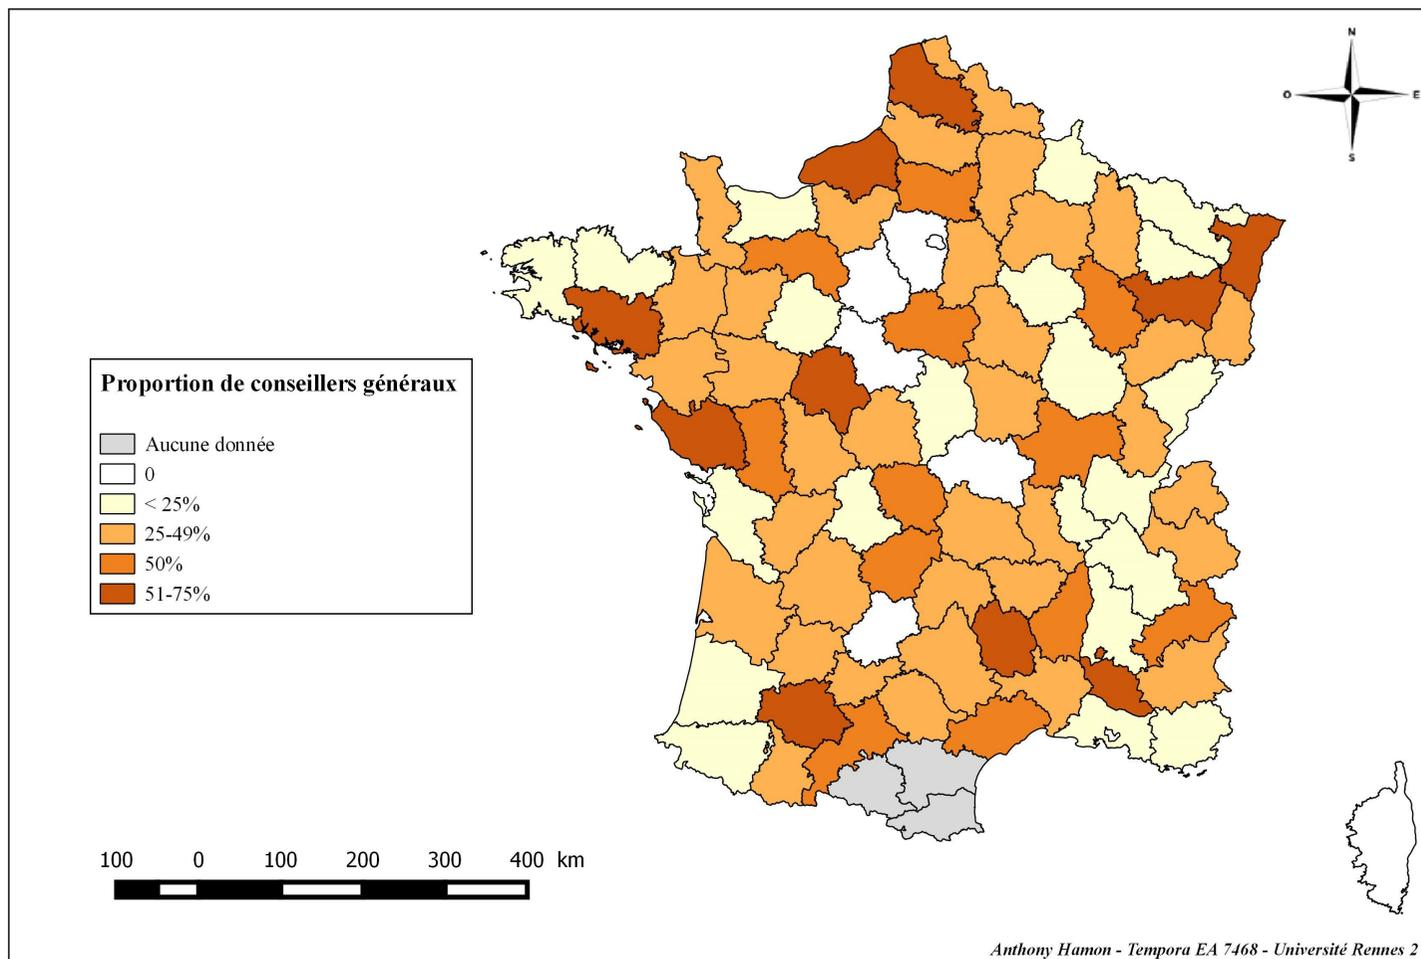 N
O E
S
Proportion de conseillers généraux
Aucune donnée
0
< 25%
25-49%
50%
51-75%
100 0 100 200 300 400 km
Anthony Hamon - Tempora EA 7468 - Université Rennes 2